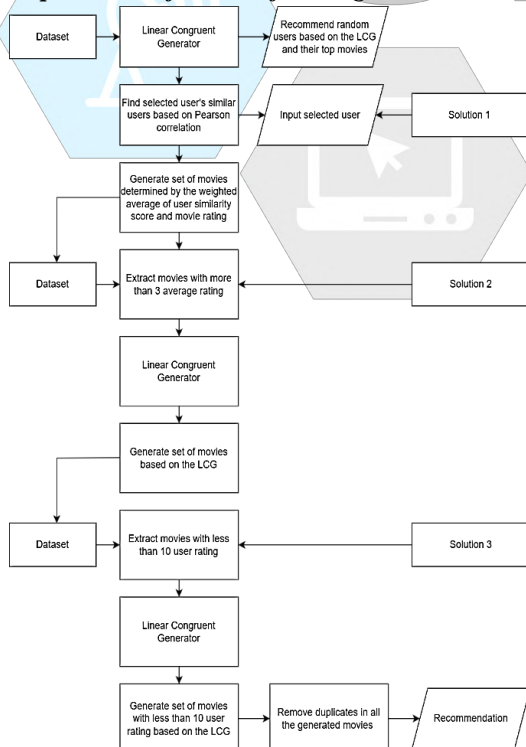 Dataset
Linear Congruent
Generator
Recommend random
users based on the LCG
and their top movies
Find selected user's similar
users based on Pearson
correlation
Input selected user
Solution 1
Generate set of movies
determined by the weighted
average of user similarity
score and movie rating
Dataset
Extract movies with more
than 3 average rating
Solution 2
Linear Congruent
Generator
Generate set of movies
based on the LCG
Dataset
Extract movies with less
than 10 user rating
Solution 3
Linear Congruent
Generator
Generate set of movies
with less than 10 user
rating based on the LCG
Remove duplicates in all
the generated movies
Recommendation